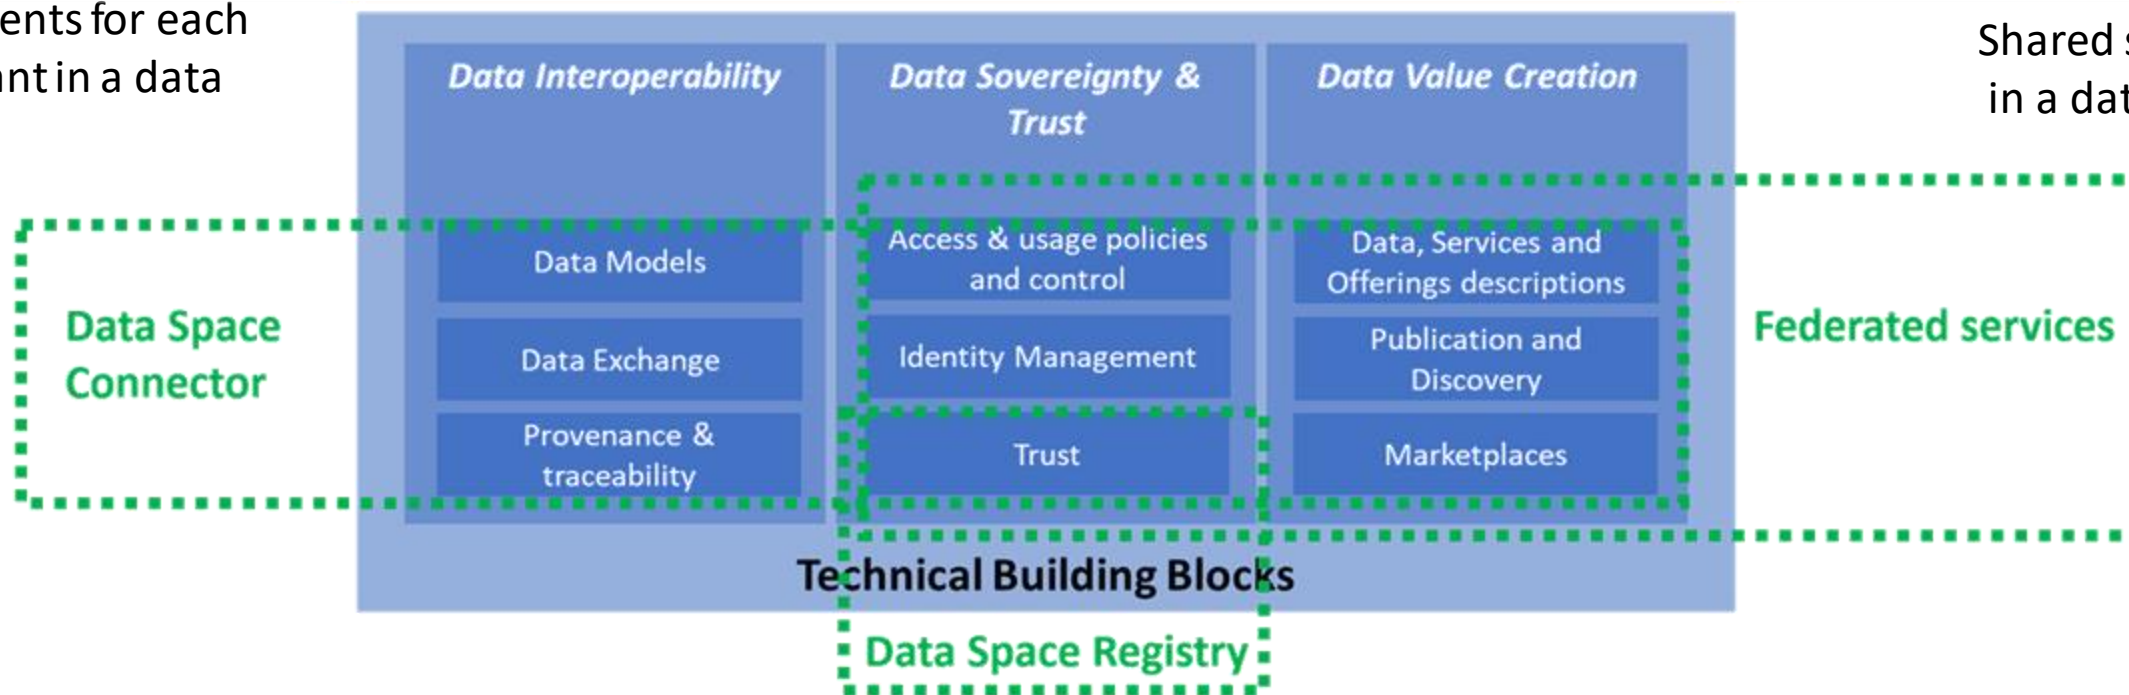 ents for each
ant in a data
Shared s
in a dat
Data Interoperability
Data Sovereignty &
Trust
Data Value Creation
Data Models
Data Exchange
Provenance &
traceability
Access & usage policies
and control
Identity Management
Trust
Data, Services and
Offerings descriptions
Publication and
Discovery
Marketplaces
Data Space
Connector
Federated services
Technical Building Blocks
Data Space Registry